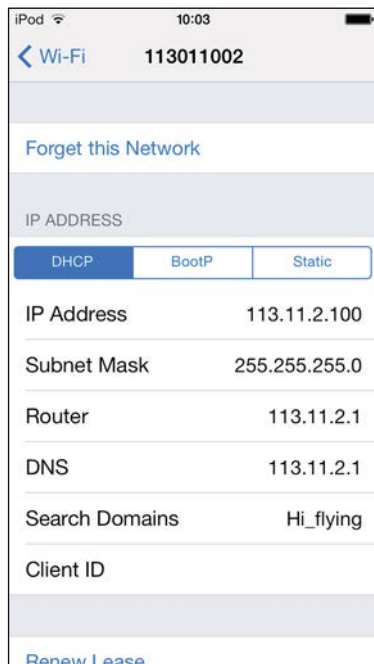 iPod 10:03
Wi-Fi 113011002
Forget this Network
IP ADDRESS
DHCP BootP Static
IP Address 113.11.2.100
Subnet Mask 255.255.255.0
Router 113.11.2.1
DNS 113.11.2.1
Search Domains Hi_flying
Client ID
Renew Lease